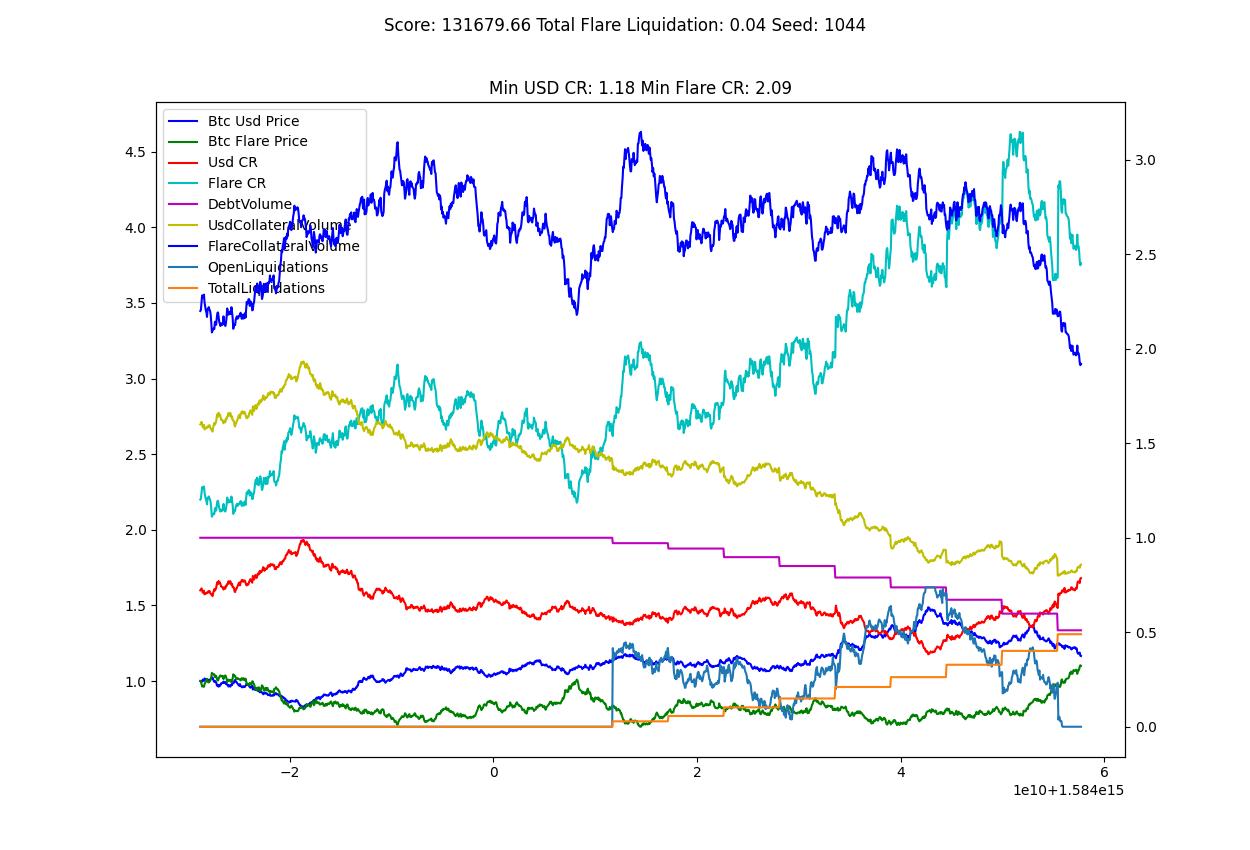 Score: 131679.66 Total Flare Liquidation: 0.04 Seed: 1044
Min USD CR: 1.18 Min Flare CR: 2.09
Btc Usd Price
Btc Flare Price
Usd CR
Flare CR
DebtVolume
UsdCollateralVolume
FlareCollateralVolume
OpenLiquidations
TotalLiquidations
4.5
4.0
3.5
3.0
2.5
2.0
1.5
1.0
3.0
2.5
2.0
1.5
1.0
0.5
0.0
−2 0 2 4 6
1e10+1.584e15